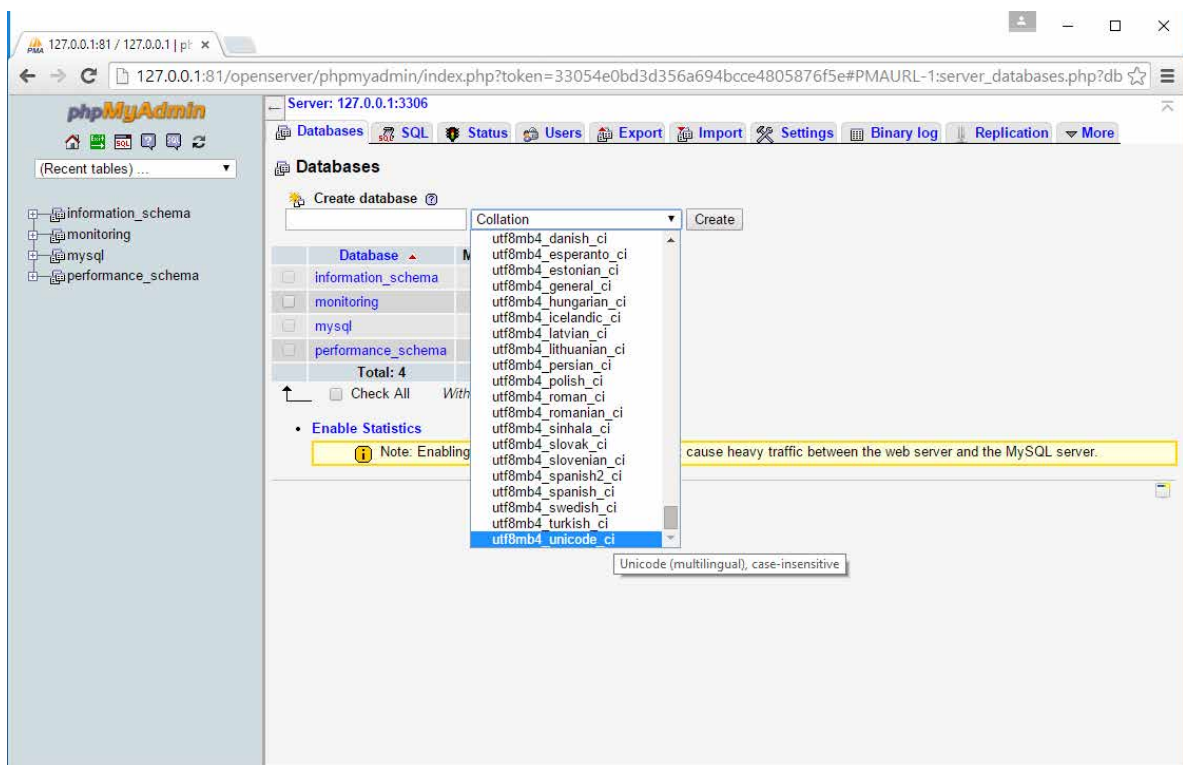 127.0.0.1:81 / 127.0.0.1 | ph
127.0.0.1:81/openserver/phpmyadmin/index.php?token=33054e0bd3d356a694bcce4805876f5e#PMAURL-1:server_databases.php?db
phpMyAdmin
(Recent tables) ...
information_schema
monitoring
mysql
performance_schema
Server: 127.0.0.1:3306
Databases SQL Status Users Export Import Settings Binary log Replication More
Databases
Create database
Collation Create
utf8mb4_danish_ci
utf8mb4_esperanto_ci
utf8mb4_estonian_ci
utf8mb4_general_ci
utf8mb4_hungarian_ci
utf8mb4_icelandic_ci
utf8mb4_latvian_ci
utf8mb4_lithuanian_ci
utf8mb4_persian_ci
utf8mb4_polish_ci
utf8mb4_roman_ci
utf8mb4_romanian_ci
utf8mb4_sinhala_ci
utf8mb4_slovak_ci
utf8mb4_slovenian_ci
utf8mb4_spanish2_ci
utf8mb4_spanish_ci
utf8mb4_swedish_ci
utf8mb4_turkish_ci
utf8mb4_unicode_ci
Unicode (multilingual), case-insensitive
Database
information_schema
monitoring
mysql
performance_schema
Total: 4
Check All With
Enable Statistics
Note: Enabling cause heavy traffic between the web server and the MySQL server.